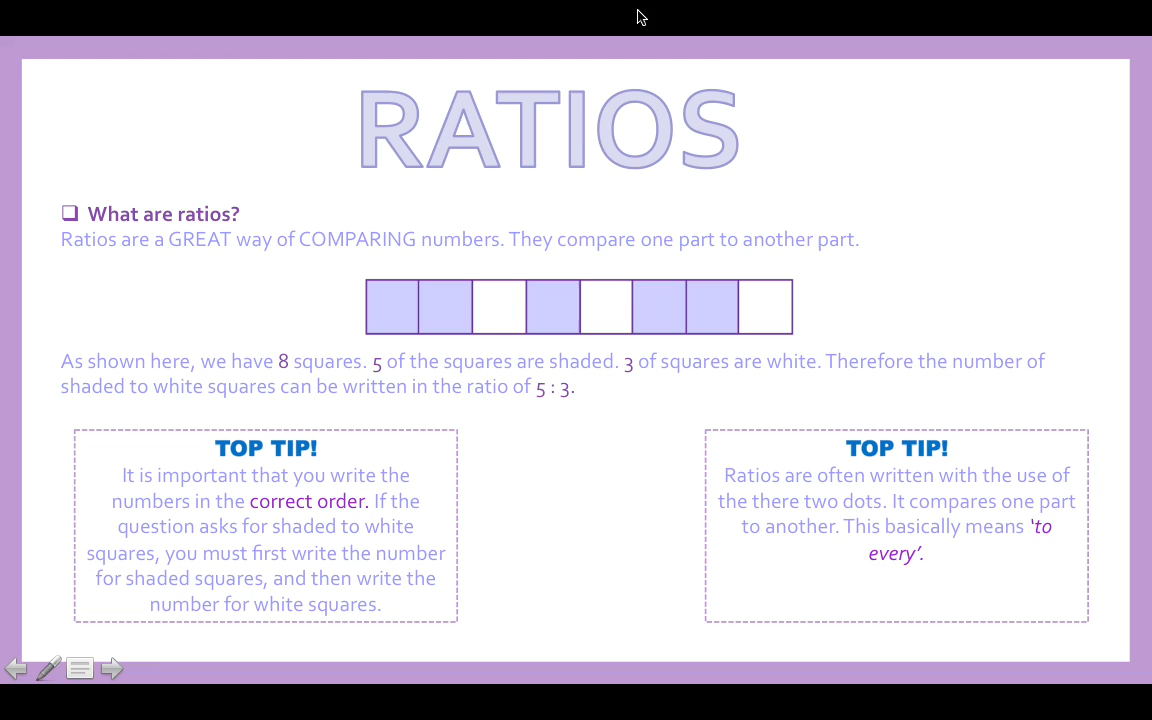 RATIOS
What are ratios?
Ratios are a GREAT way of COMPARING numbers. They compare one part to another part.
As shown here, we have 8 squares. 5 of the squares are shaded. 3 of squares are white. Therefore the number of
shaded to white squares can be written in the ratio of 5 : 3.
TOP TIP!
It is important that you write the
numbers in the correct order. If the
question asks for shaded to white
squares, you must first write the number
for shaded squares, and then write the
number for white squares.
TOP TIP!
Ratios are often written with the use of
the there two dots. It compares one part
to another. This basically means ‘to
every’.